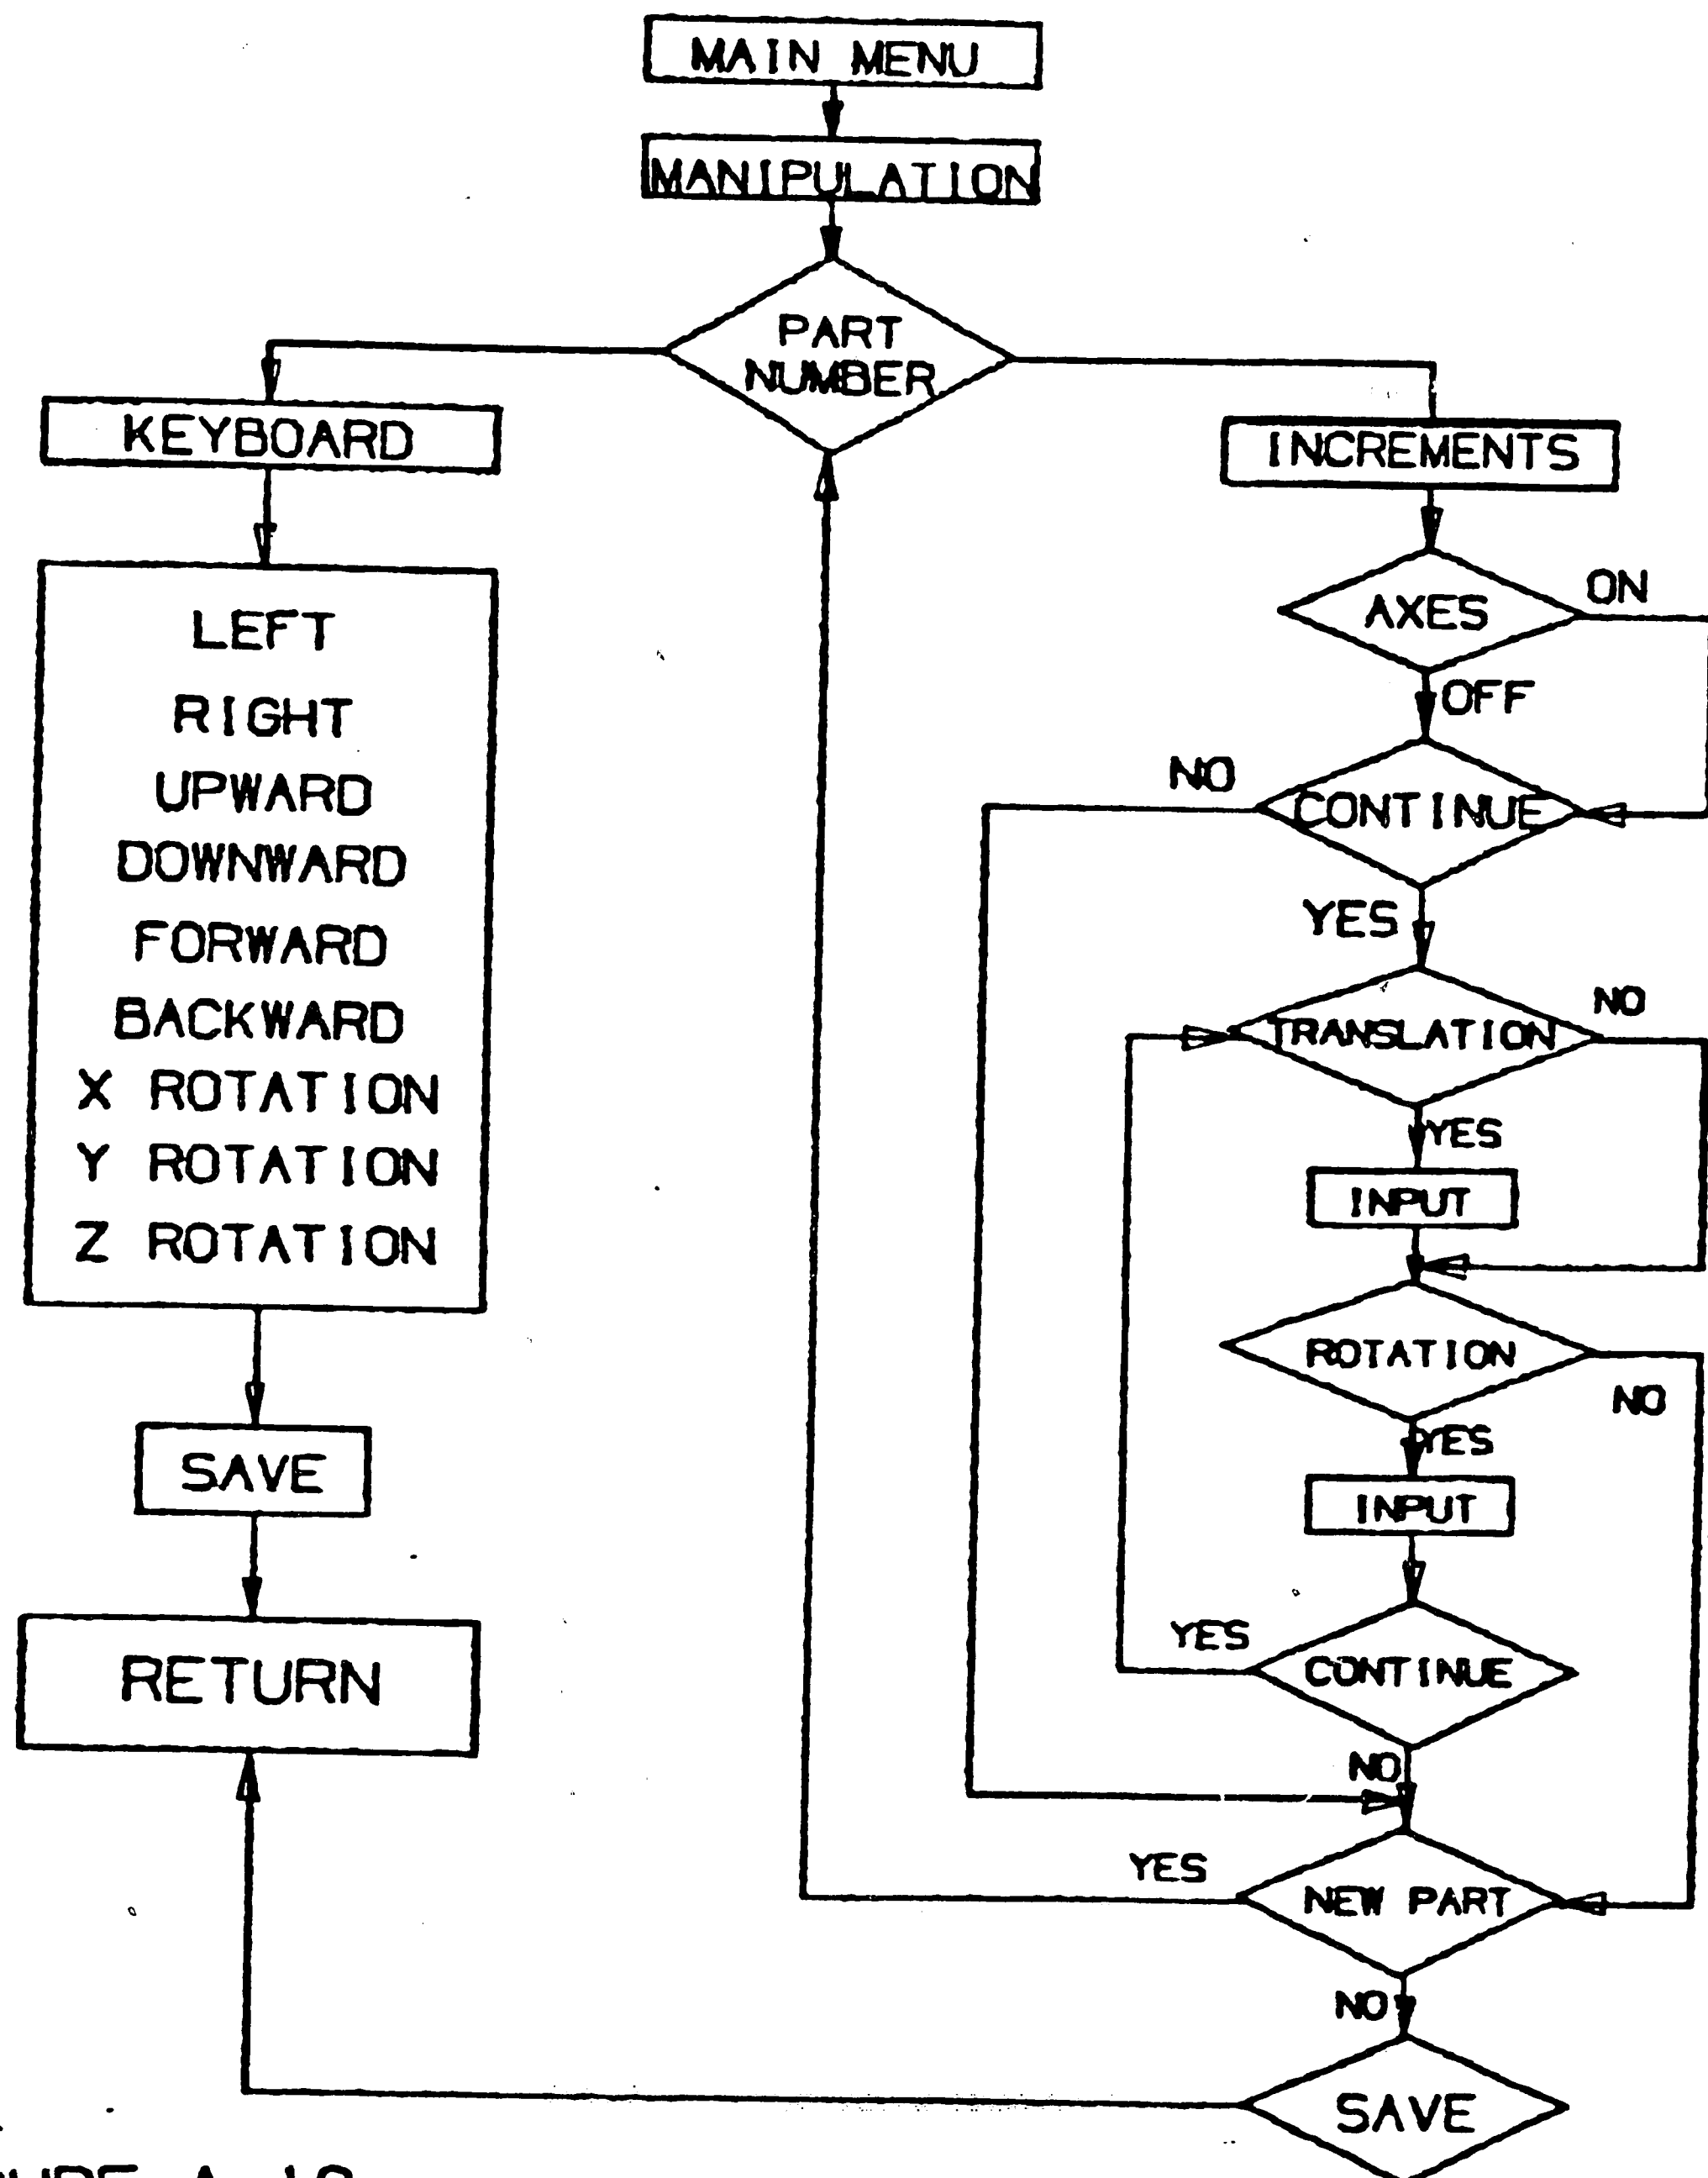 MAIN MENU
MANIPULATION
PART
NUMBER
KEYBOARD
LEFT
RIGHT
UPWARD
DOWNWARD
FORWARD
BACKWARD
X ROTATION
Y ROTATION
Z ROTATION
SAVE
RETURN
INCREMENTS
AXES
ON
OFF
CONTINUE
NO
YES
TRANSLATION
NO
YES
INPUT
ROTATION
NO
YES
INPUT
CONTINUE
YES
NO
NEW PART
YES
NO
SAVE